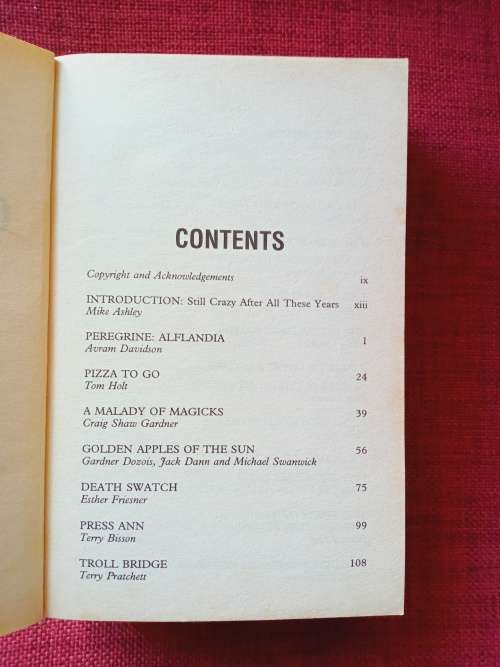 CONTENTS
Copyright and Acknowledgements ix
INTRODUCTION: Still Crazy After All These Years xiii
Mike Ashley
PEREGRINE: ALFLANDIA 1
Avram Davidson
PIZZA TO GO 24
Tom Holt
A MALADY OF MAGICKS 39
Craig Shaw Gardner
GOLDEN APPLES OF THE SUN 56
Gardner Dozois, Jack Dann and Michael Swanwick
DEATH SWATCH 75
Esther Friesner
PRESS ANN 99
Terry Bisson
TROLL BRIDGE 108
Terry Pratchett